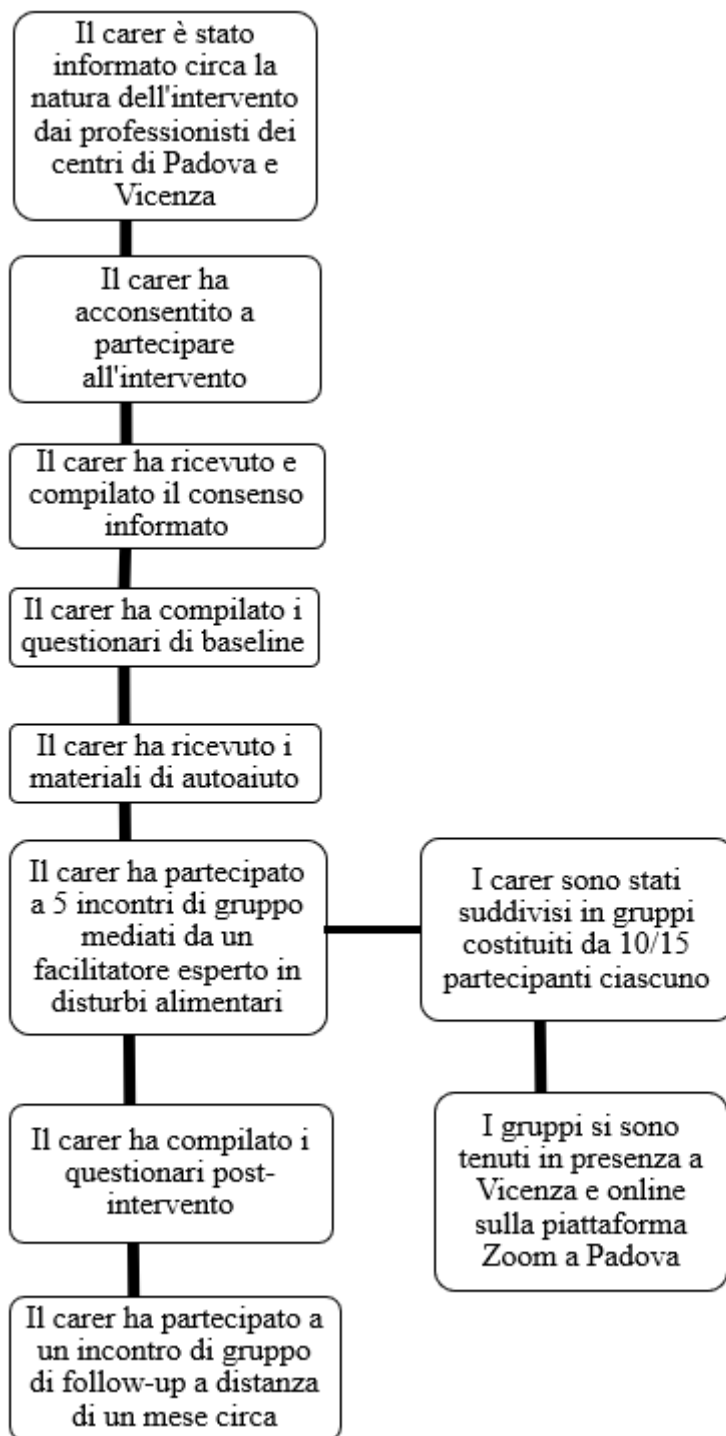 Il carer è stato
informato circa la
natura dell'intervento
dai professionisti dei
centri di Padova e
Vicenza
Il carer ha
acconsentito a
partecipare
all'intervento
Il carer ha ricevuto e
compilato il consenso
informato
Il carer ha compilato i
questionari di baseline
Il carer ha ricevuto i
materiali di autoaiuto
Il carer ha partecipato
a 5 incontri di gruppo
mediati da un
facilitatore esperto in
disturbi alimentari
I carer sono stati
suddivisi in gruppi
costituiti da 10/15
partecipanti ciascuno
I gruppi si sono
tenuti in presenza a
Vicenza e online
sulla piattaforma
Zoom a Padova
Il carer ha compilato i
questionari post-
intervento
Il carer ha partecipato a
un incontro di gruppo
di follow-up a distanza
di un mese circa